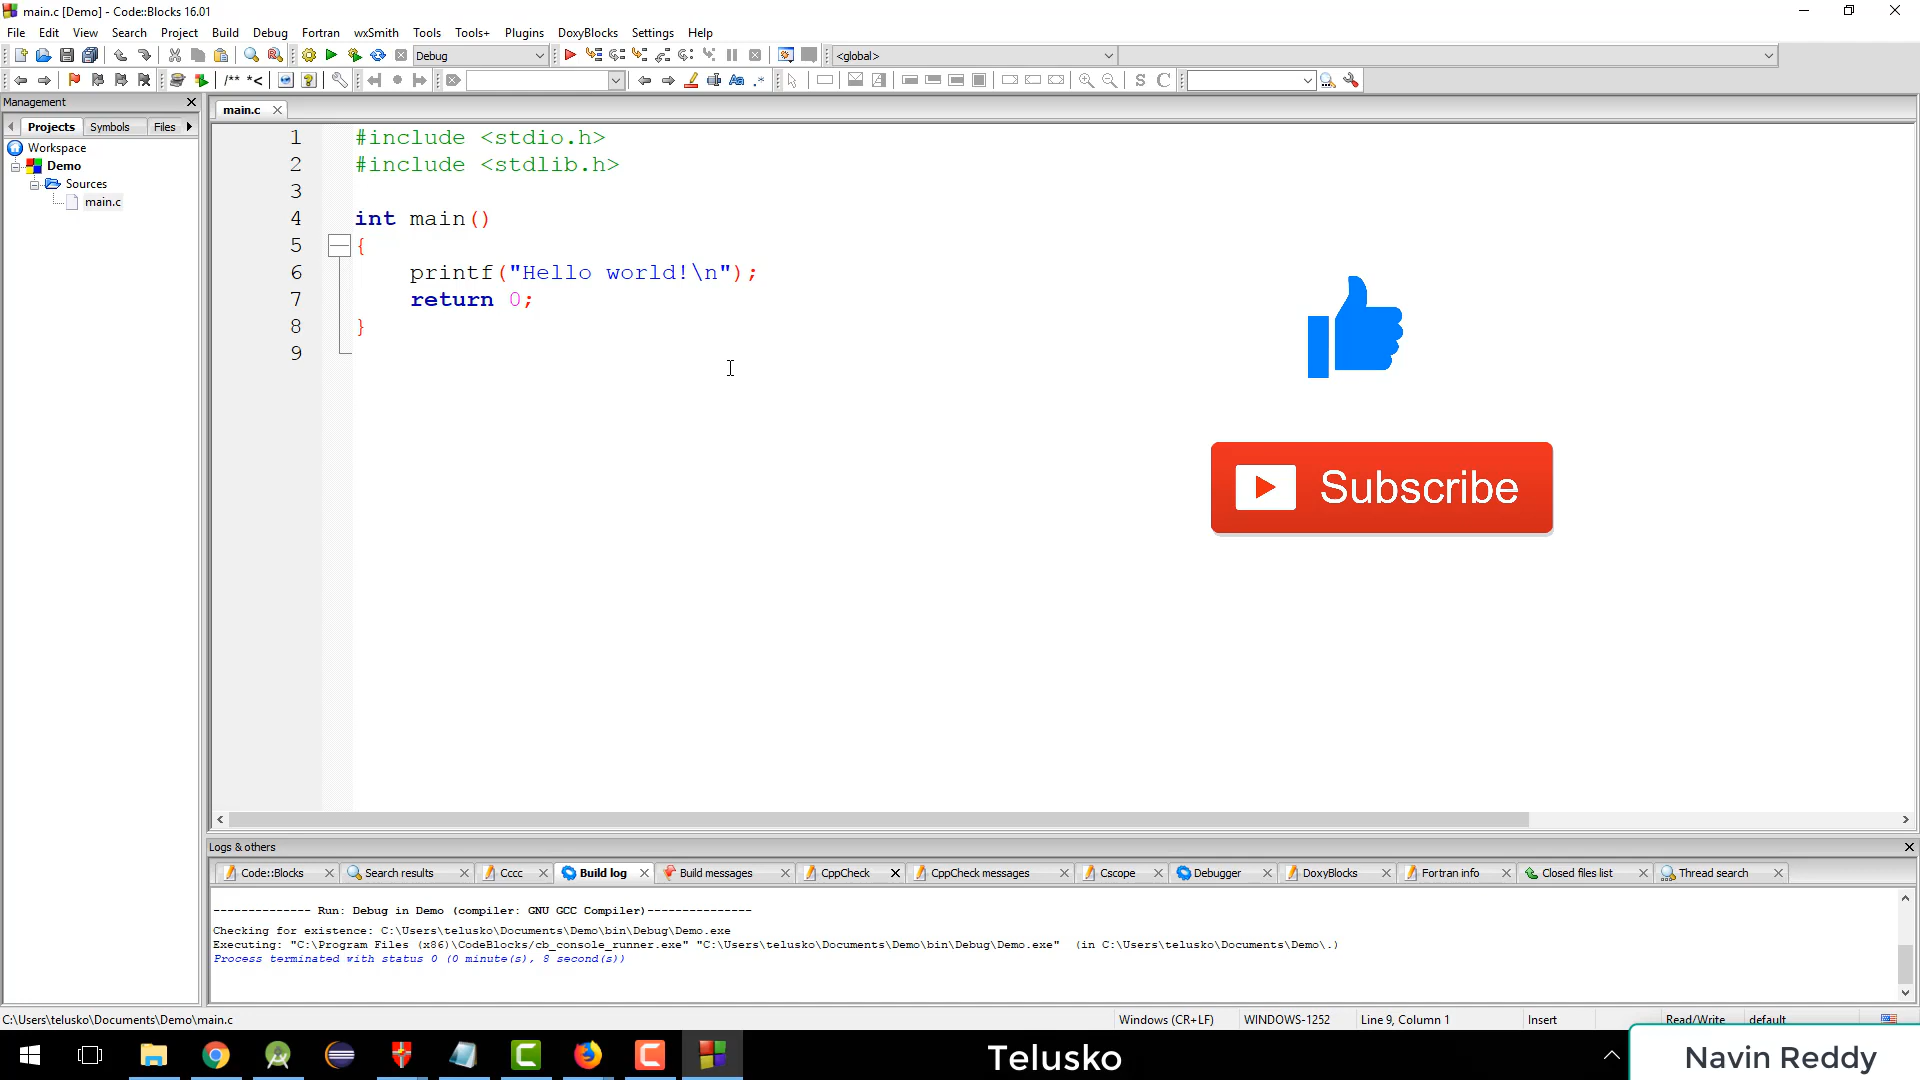 main.c [Demo] - Code::Blocks 16.01
File Edit View Search Project Build Debug Fortran wxSmith Tools Tools+ Plugins DoxyBlocks Settings Help
Debug <global>
/** *<
Aa .* S C
Management
main.c
Projects Symbols Files
Workspace
Demo
Sources
main.c
1 #include <stdio.h>
2 #include <stdlib.h>
3
4 int main()
5 {
6 printf("Hello world!\n");
7 return 0;
8 }
9
Subscribe
Logs & others
Code::Blocks Search results Cccc Build log Build messages CppCheck CppCheck messages Cscope Debugger DoxyBlocks Fortran info Closed files list Thread search
-------------- Run: Debug in Demo (compiler: GNU GCC Compiler)---------------
Checking for existence: C:\Users\telusko\Documents\Demo\bin\Debug\Demo.exe
Executing: "C:\Program Files (x86)\CodeBlocks/cb_console_runner.exe" "C:\Users\telusko\Documents\Demo\bin\Debug\Demo.exe"  (in C:\Users\telusko\Documents\Demo\.)
Process terminated with status 0 (0 minute(s), 8 second(s))
C:\Users\telusko\Documents\Demo\main.c Windows (CR+LF) WINDOWS-1252 Line 9, Column 1 Insert Read/Write default
Telusko
Navin Reddy